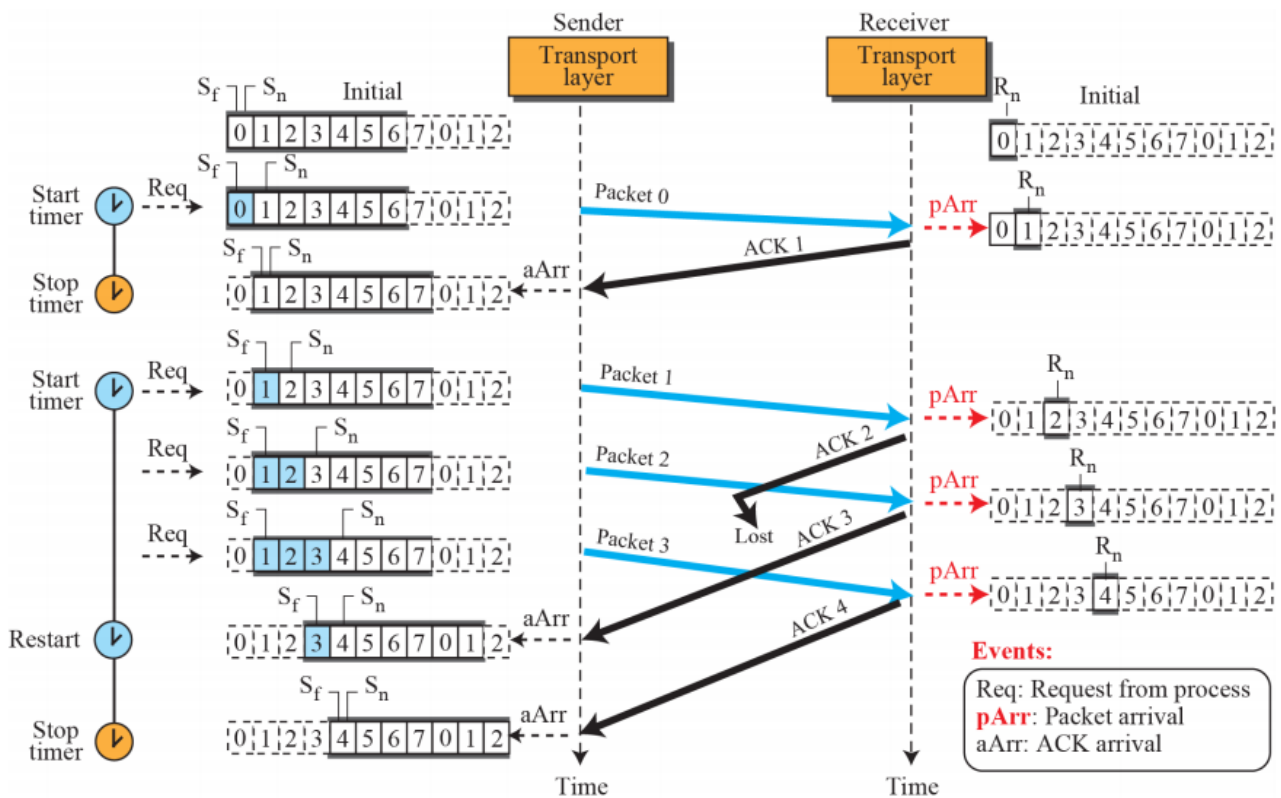 Sender
Receiver
Transport layer
Transport layer
Sf Sn Initial
0 1 2 3 4 5 6 7 0 1 2
Rn Initial
0 1 2 3 4 5 6 7 0 1 2
Start timer
Req
Sf Sn
0 1 2 3 4 5 6 7 0 1 2
Packet 0
pArr
Rn
0 1 2 3 4 5 6 7 0 1 2
ACK 1
Stop timer
Sf Sn
0 1 2 3 4 5 6 7 0 1 2
aArr
Start timer
Req
Sf Sn
0 1 2 3 4 5 6 7 0 1 2
Packet 1
pArr
Rn
0 1 2 3 4 5 6 7 0 1 2
ACK 2
Lost
Req
Sf Sn
0 1 2 3 4 5 6 7 0 1 2
Packet 2
pArr
Rn
0 1 2 3 4 5 6 7 0 1 2
ACK 3
Req
Sf Sn
0 1 2 3 4 5 6 7 0 1 2
Packet 3
pArr
Rn
0 1 2 3 4 5 6 7 0 1 2
ACK 4
Restart
Sf Sn
0 1 2 3 4 5 6 7 0 1 2
aArr
Stop timer
Sf Sn
0 1 2 3 4 5 6 7 0 1 2
aArr
Time
Time
Events:
Req: Request from process
pArr: Packet arrival
aArr: ACK arrival